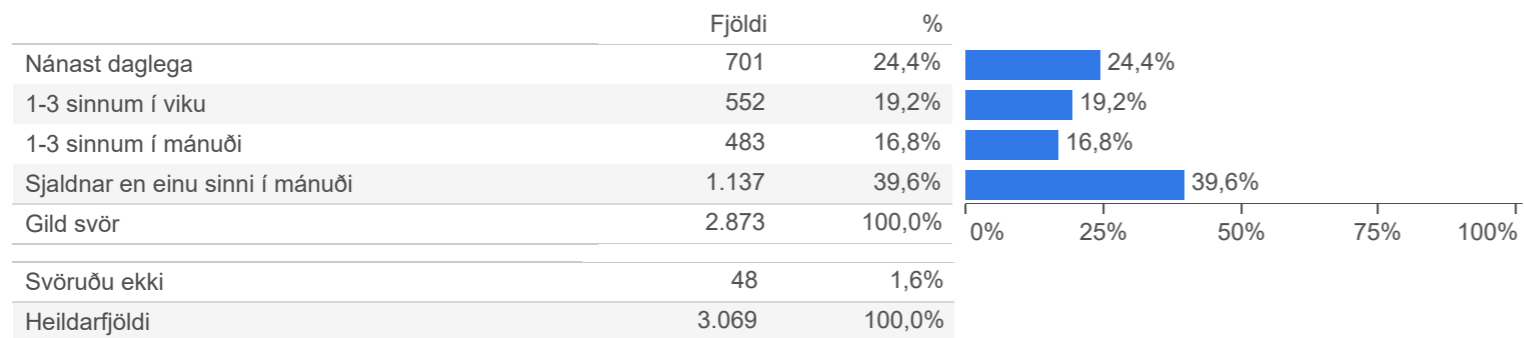 Fjöldi %
Nánast daglega 701 24,4% 24,4%
1-3 sinnum í viku 552 19,2% 19,2%
1-3 sinnum í mánuði 483 16,8% 16,8%
Sjaldnar en einu sinni í mánuði 1.137 39,6% 39,6%
Gild svör 2.873 100,0%
0% 25% 50% 75% 100%
Svöruðu ekki 48 1,6%
Heildarfjöldi 3.069 100,0%